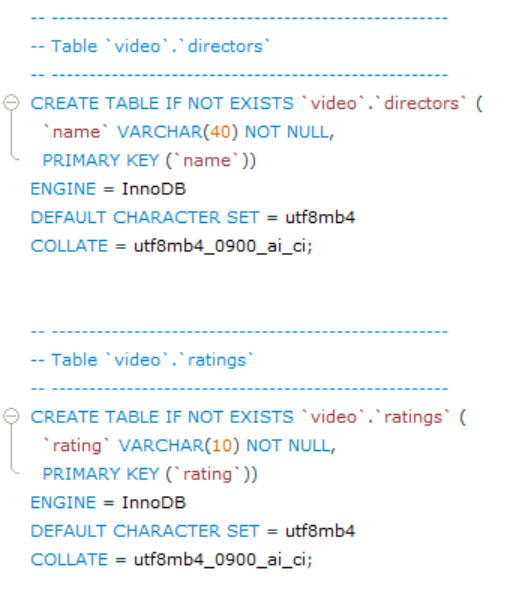 -- -----------------------------------------------------
-- Table `video`.`directors`
-- -----------------------------------------------------
CREATE TABLE IF NOT EXISTS `video`.`directors` (
  `name` VARCHAR(40) NOT NULL,
  PRIMARY KEY (`name`))
ENGINE = InnoDB
DEFAULT CHARACTER SET = utf8mb4
COLLATE = utf8mb4_0900_ai_ci;
-- -----------------------------------------------------
-- Table `video`.`ratings`
-- -----------------------------------------------------
CREATE TABLE IF NOT EXISTS `video`.`ratings` (
  `rating` VARCHAR(10) NOT NULL,
  PRIMARY KEY (`rating`))
ENGINE = InnoDB
DEFAULT CHARACTER SET = utf8mb4
COLLATE = utf8mb4_0900_ai_ci;